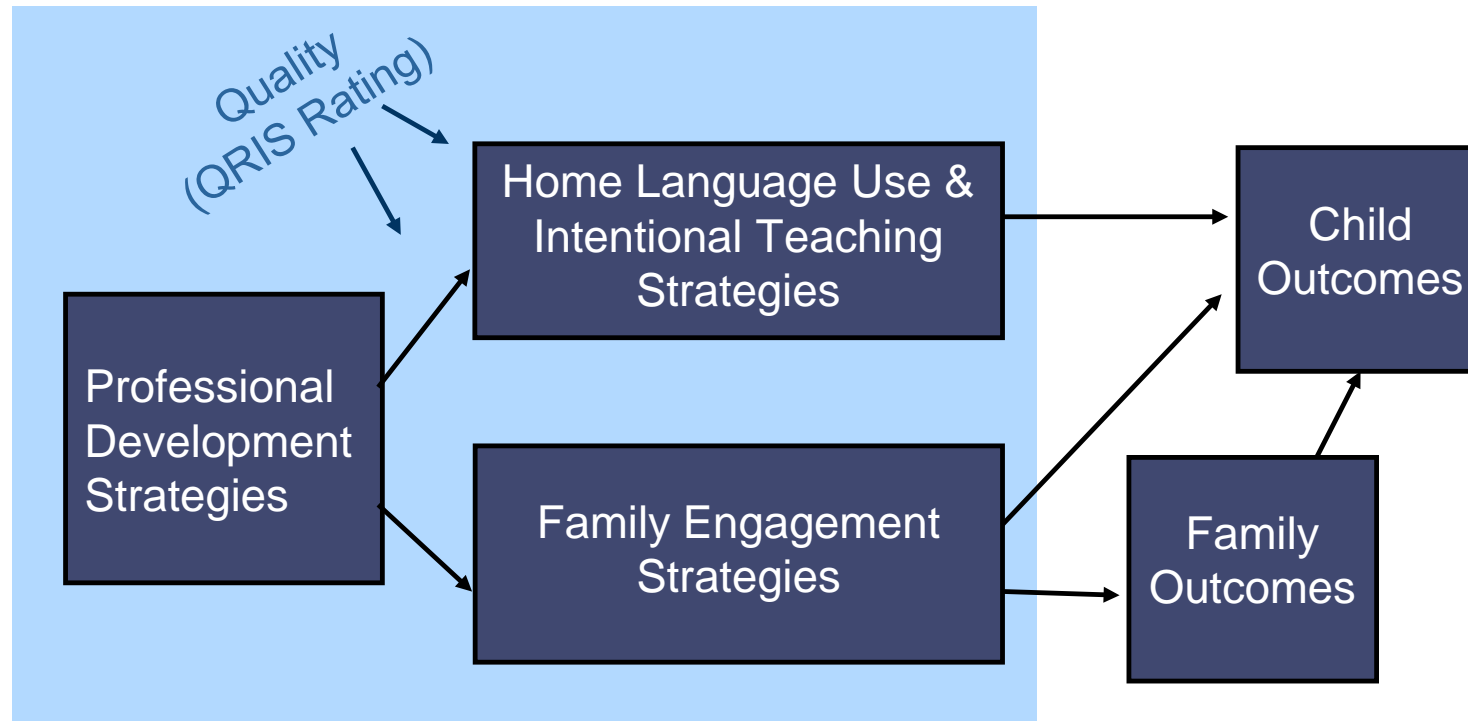 Quality
(QRIS Rating)
Home Language Use &
Intentional Teaching
Strategies
Child
Outcomes
Professional
Development
Strategies
Family Engagement
Strategies
Family
Outcomes